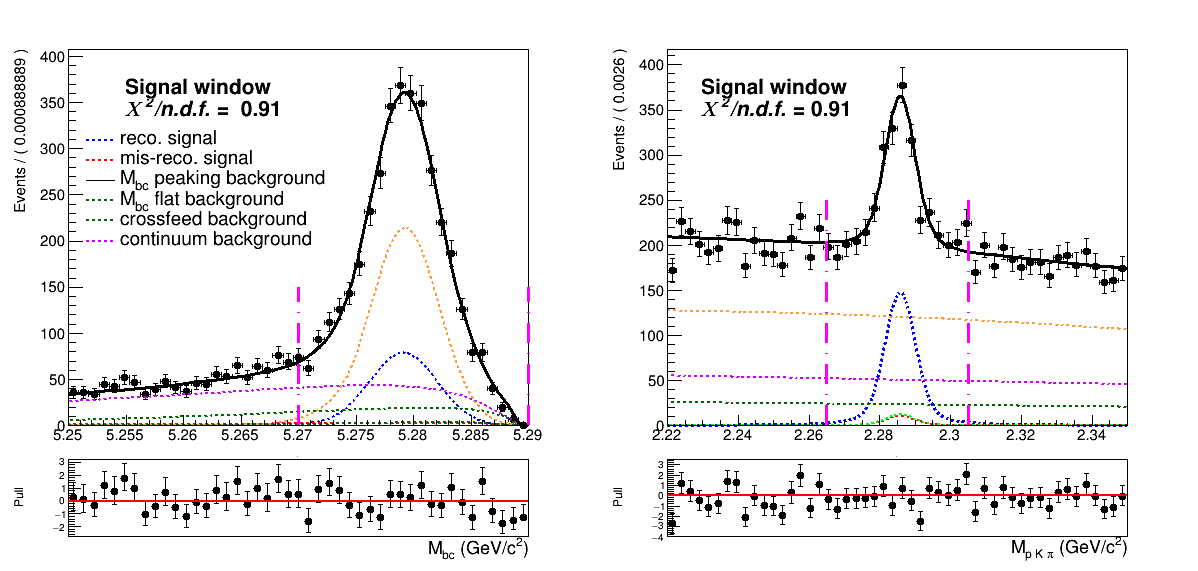 Events / ( 0.000888889 )
400
350
300
250
200
150
100
50
0
Signal window
X²/n.d.f. = 0.91
reco. signal
mis-reco. signal
M_bc peaking background
M_bc flat background
crossfeed background
continuum background
5.25 5.255 5.26 5.265 5.27 5.275 5.28 5.285 5.29
Pull
3
2
1
0
−1
−2
M_bc (GeV/c²)
Events / ( 0.0026 )
400
350
300
250
200
150
100
50
0
Signal window
X²/n.d.f. = 0.91
2.22 2.24 2.26 2.28 2.3 2.32 2.34
Pull
3
2
1
0
−1
−2
−3
−4
M_p K π (GeV/c²)